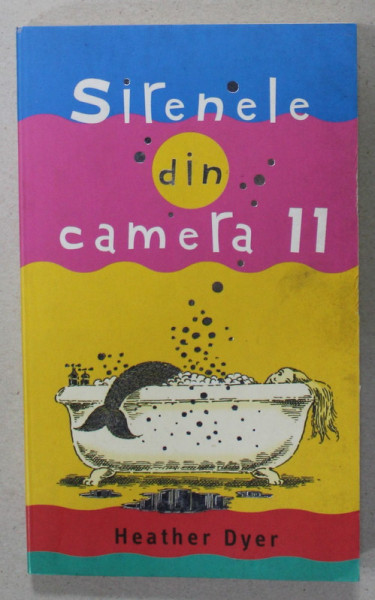 Sirenele
din
camera 11
Heather Dyer